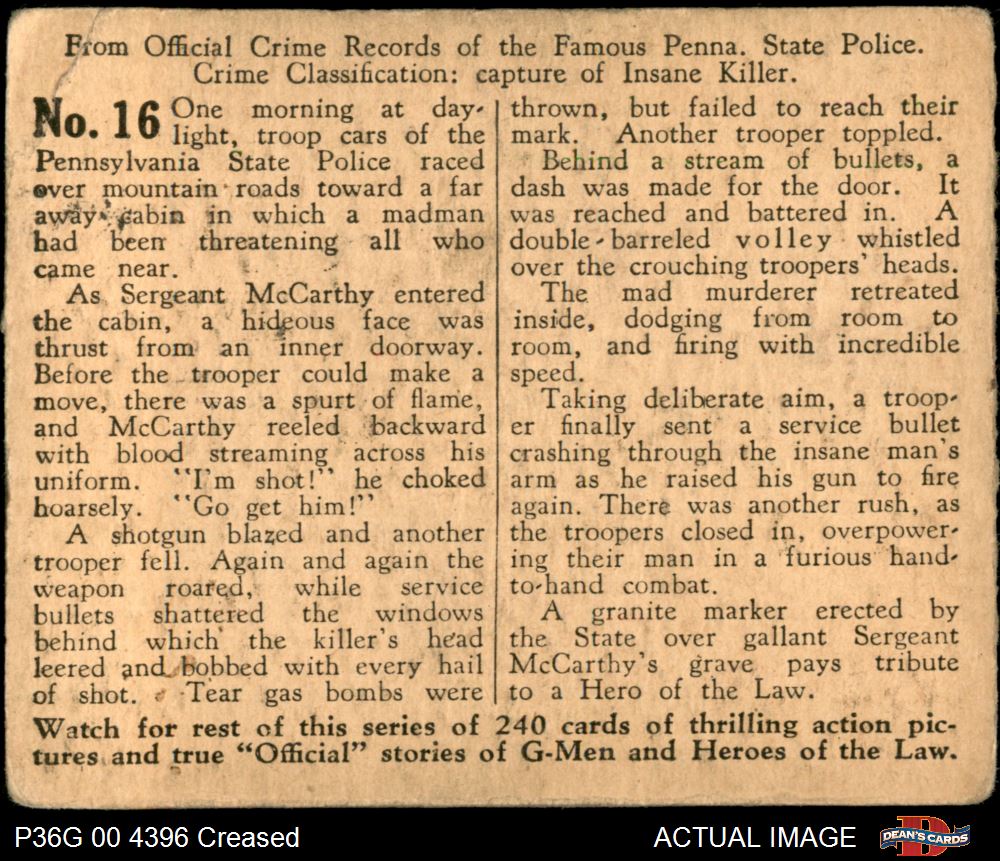 From Official Crime Records of the Famous Penna. State Police.
Crime Classification: capture of Insane Killer.
No. 16 One morning at day-
light, troop cars of the
Pennsylvania State Police raced
over mountain roads toward a far
away cabin in which a madman
had been threatening all who
came near.
As Sergeant McCarthy entered
the cabin, a hideous face was
thrust from an inner doorway.
Before the trooper could make a
move, there was a spurt of flame,
and McCarthy reeled backward
with blood streaming across his
uniform. "I'm shot!" he choked
hoarsely. "Go get him!"
A shotgun blazed and another
trooper fell. Again and again the
weapon roared, while service
bullets shattered the windows
behind which the killer's head
leered and bobbed with every hail
of shot. Tear gas bombs were
thrown, but failed to reach their
mark. Another trooper toppled.
Behind a stream of bullets, a
dash was made for the door. It
was reached and battered in. A
double-barreled volley whistled
over the crouching troopers' heads.
The mad murderer retreated
inside, dodging from room to
room, and firing with incredible
speed.
Taking deliberate aim, a troop-
er finally sent a service bullet
crashing through the insane man's
arm as he raised his gun to fire
again. There was another rush, as
the troopers closed in, overpower-
ing their man in a furious hand-
to-hand combat.
A granite marker erected by
the State over gallant Sergeant
McCarthy's grave pays tribute
to a Hero of the Law.
Watch for rest of this series of 240 cards of thrilling action pic-
tures and true "Official" stories of G-Men and Heroes of the Law.
P36G 00 4396 Creased
ACTUAL IMAGE
D
DEAN'S CARDS